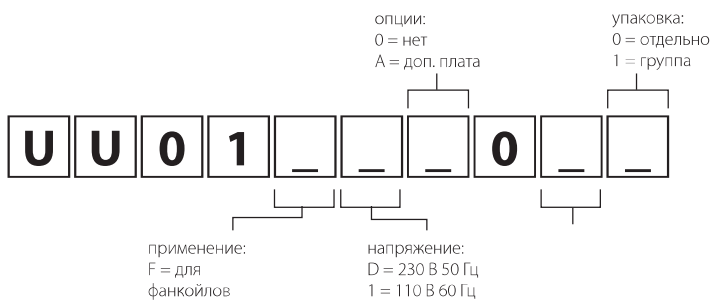 опции:
0 = нет
A = доп. плата
упаковка:
0 = отдельно
1 = группа
U U 0 1 _ _ _ 0 _ _
применение:
F = для
фанкойлов
напряжение:
D = 230 В 50 Гц
1 = 110 В 60 Гц